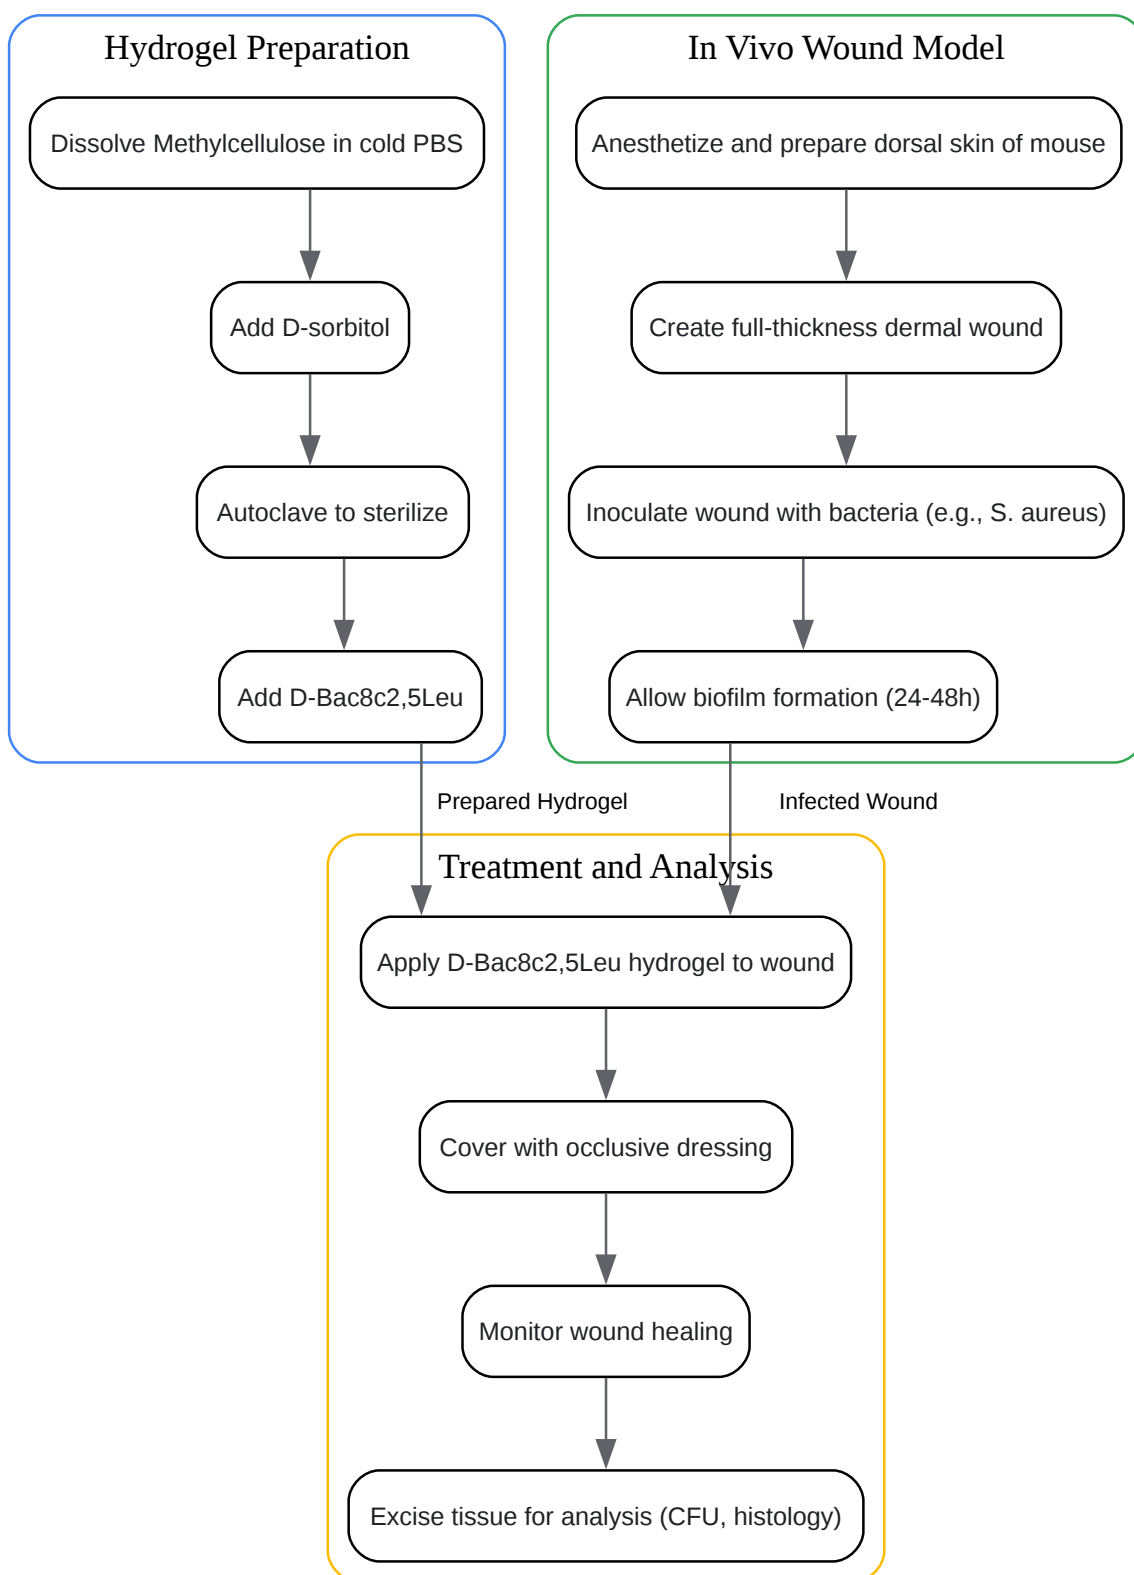 Hydrogel Preparation
Dissolve Methylcellulose in cold PBS
Add D-sorbitol
Autoclave to sterilize
Add D-Bac8c2,5Leu
In Vivo Wound Model
Anesthetize and prepare dorsal skin of mouse
Create full-thickness dermal wound
Inoculate wound with bacteria (e.g., S. aureus)
Allow biofilm formation (24-48h)
Prepared Hydrogel
Infected Wound
Treatment and Analysis
Apply D-Bac8c2,5Leu hydrogel to wound
Cover with occlusive dressing
Monitor wound healing
Excise tissue for analysis (CFU, histology)